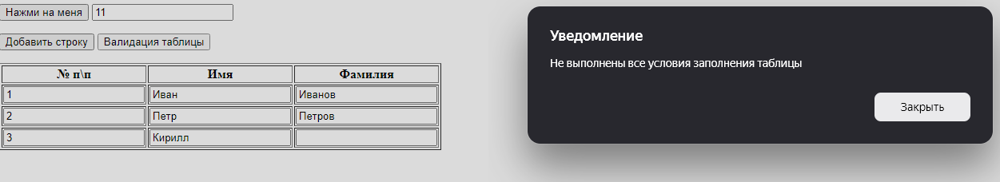 Нажми на меня 11
Добавить строку Валидация таблицы
№ п\п Имя Фамилия
1 Иван Иванов
2 Петр Петров
3 Кирилл
Уведомление
Не выполнены все условия заполнения таблицы
Закрыть